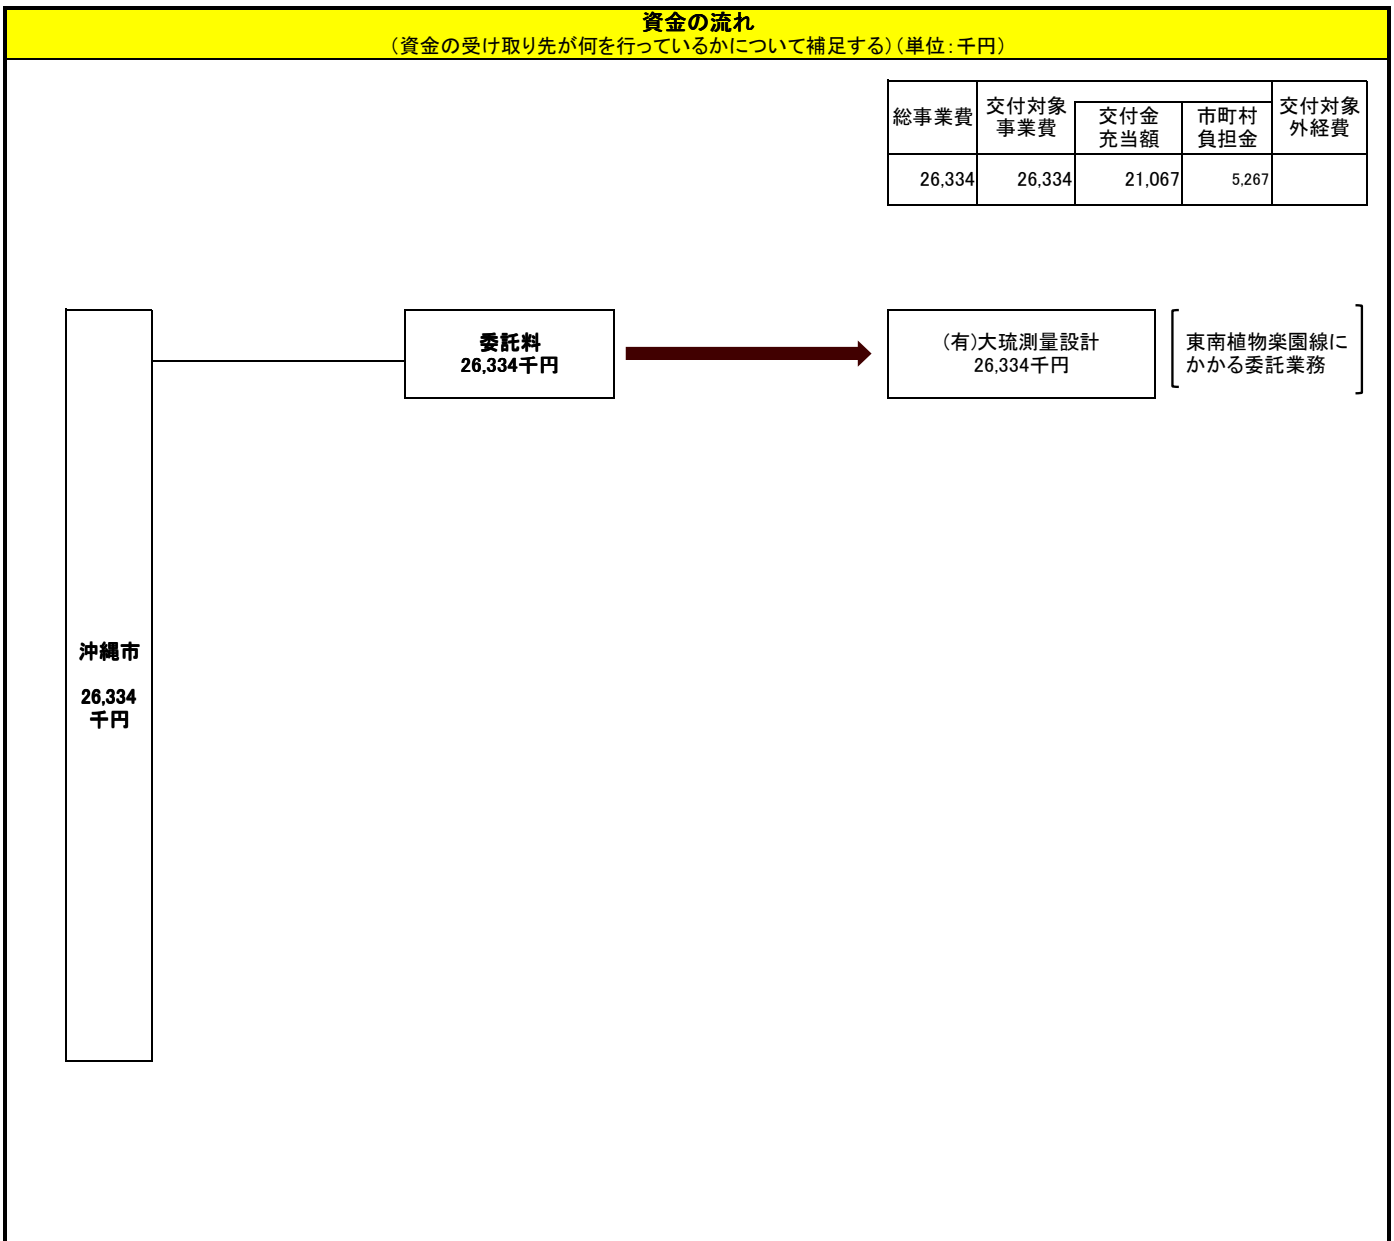 資金の流れ
（資金の受け取り先が何を行っているかについて補足する）（単位：千円）
総事業費
交付対象
事業費
交付金
充当額
市町村
負担金
交付対象
外経費
26,334
26,334
21,067
5,267
委託料
26,334千円
(有)大琉測量設計
26,334千円
東南植物楽園線に
かかる委託業務
沖縄市
26,334
千円